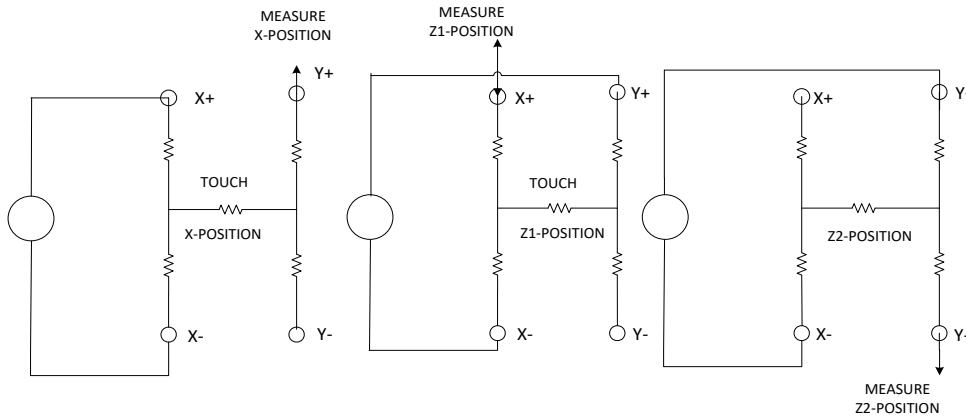 MEASURE
X-POSITION
Y+
X+
TOUCH
X-POSITION
X-
Y-
MEASURE
Z1-POSITION
X+
Y+
TOUCH
Z1-POSITION
X-
Y-
X+
Z2-POSITION
X-
MEASURE
Z2-POSITION